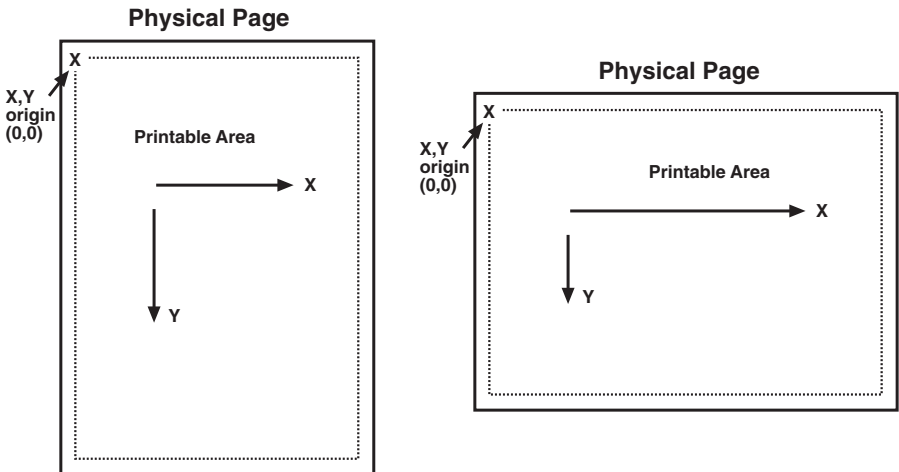 Physical Page
X
X,Y
origin
(0,0)
Printable Area
X
Y
Physical Page
X
X,Y
origin
(0,0)
Printable Area
X
Y